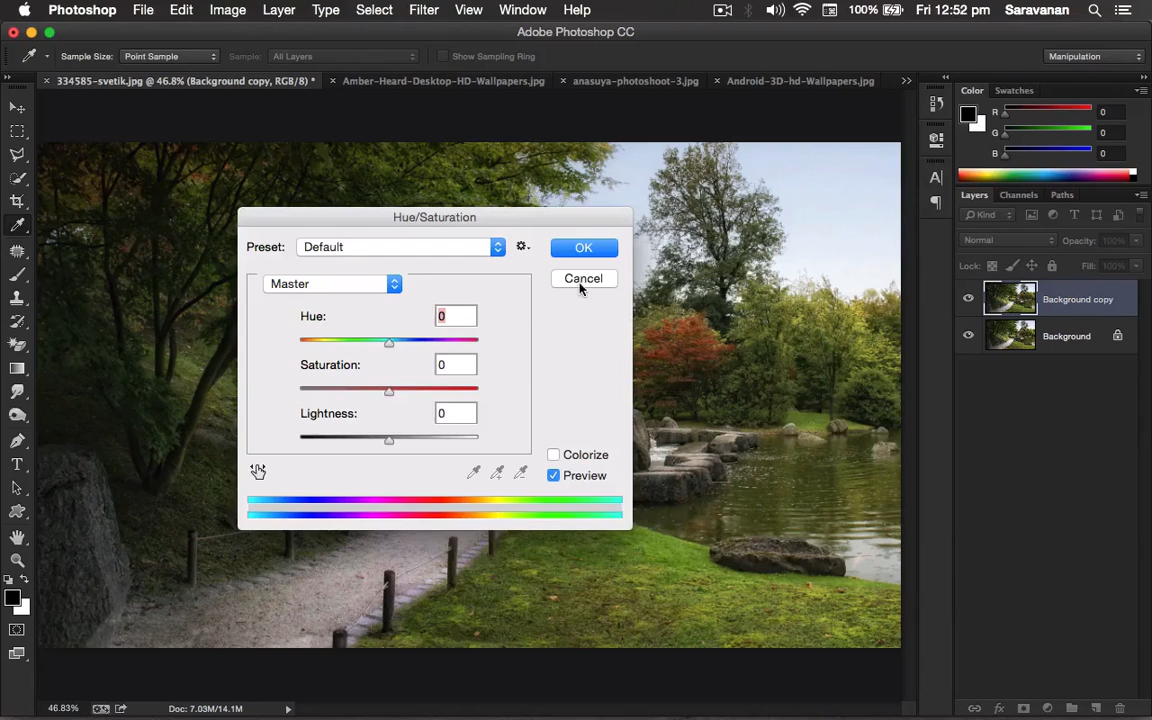 Photoshop File Edit Image Layer Type Select Filter View Window Help 100% Fri 12:52 pm Saravanan
Adobe Photoshop CC
Sample Size: Point Sample Sample: All Layers Show Sampling Ring Manipulation
334585-svetik.jpg @ 46.8% (Background copy, RGB/8) * Amber-Heard-Desktop-HD-Wallpapers.jpg anasuya-photoshoot-3.jpg Android-3D-hd-Wallpapers.jpg
Color Swatches
R 0
G 0
B 0
Layers Channels Paths
Kind
Normal Opacity: 100%
Lock: Fill: 100%
Background copy
Background
Hue/Saturation
Preset: Default OK
Cancel
Master
Hue: 0
Saturation: 0
Lightness: 0
Colorize
Preview
46.83% Doc: 7.03M/14.1M